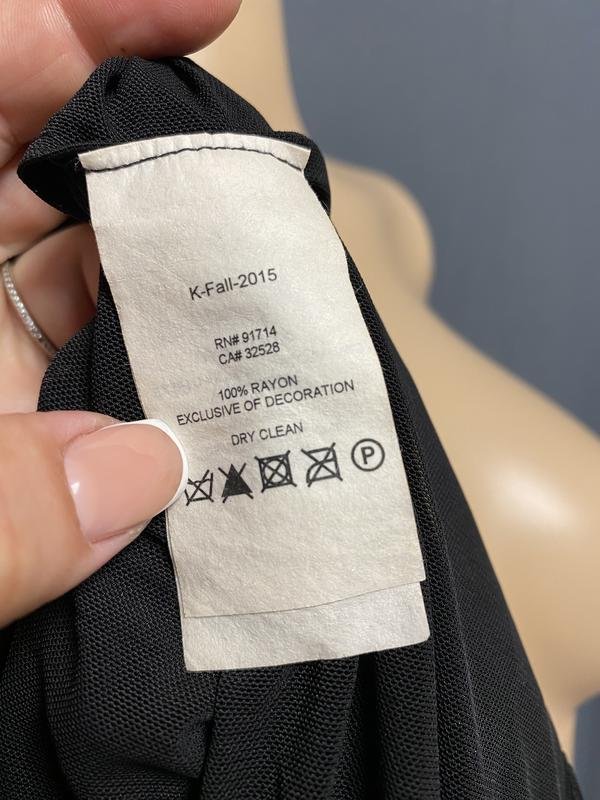 K-Fall-2015
RN# 91714
CA# 32528
100% RAYON
EXCLUSIVE OF DECORATION
DRY CLEAN
P